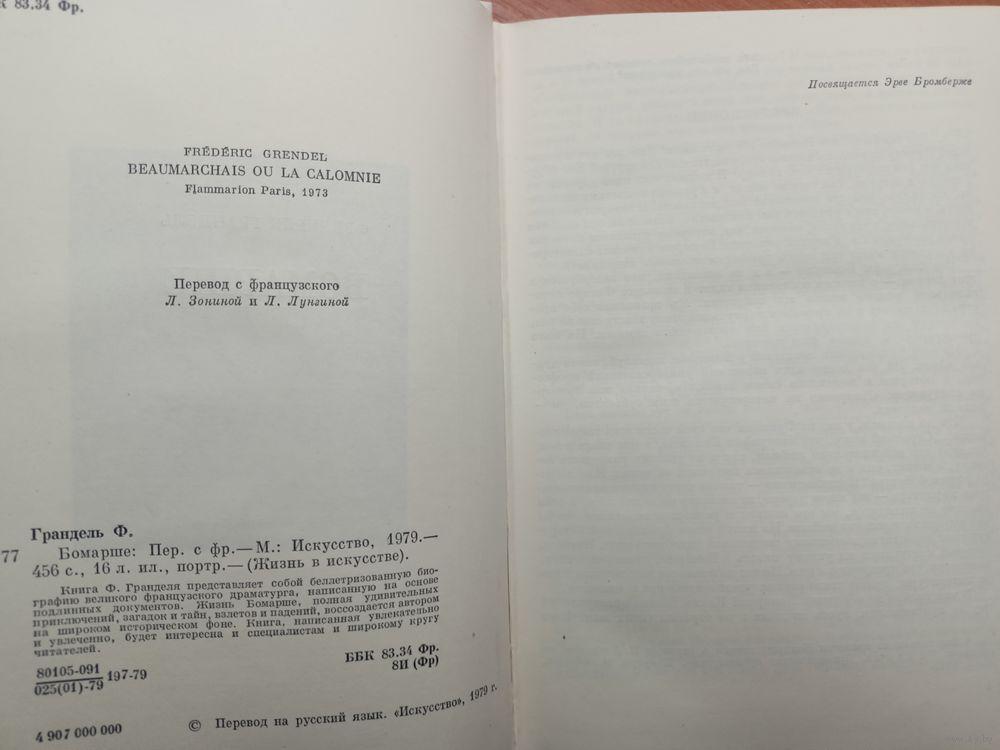 К 83.34 Фр.
FRÉDÉRIC GRENDEL
BEAUMARCHAIS OU LA CALOMNIE
Flammarion Paris, 1973
Перевод с французского
Л. Зониной и Л. Лунгиной
Грандель Ф.
77 Бомарше: Пер. с фр.— М.: Искусство, 1979.—
456 с., 16 л. ил., портр.— (Жизнь в искусстве).
Книга Ф. Гранделя представляет собой беллетризованную био-
графию великого французского драматурга, написанную на основе
подлинных документов. Жизнь Бомарше, полная удивительных
приключений, загадок и тайн, взлетов и падений, воссоздается автором
на широком историческом фоне. Книга, написанная увлекательно
и увлеченно, будет интересна и специалистам и широкому кругу
читателей.
80105-091
025(01)-79 197-79
ББК 83.34 Фр.
8И (Фр)
4 907 000 000
© Перевод на русский язык. «Искусство», 1979 г.
Посвящается Эрве Бромберже